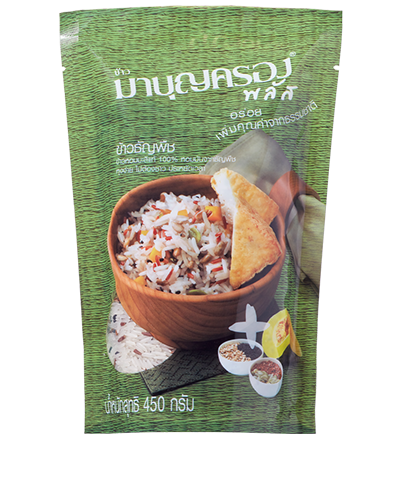 ข้าว
มาบุญครอง
พลัส
อร่อย
เพิ่มคุณค่าจากธรรมชาติ
ข้าวธัญพืช
100%
น้ำหนักสุทธิ 450 กรัม